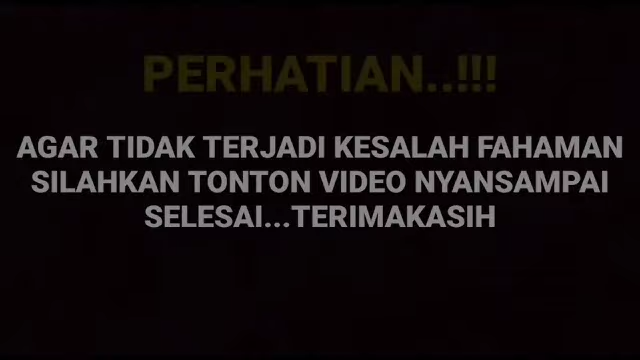 PERHATIAN..!!!
AGAR TIDAK TERJADI KESALAH FAHAMAN
SILAHKAN TONTON VIDEO NYANSAMPAI
SELESAI...TERIMAKASIH